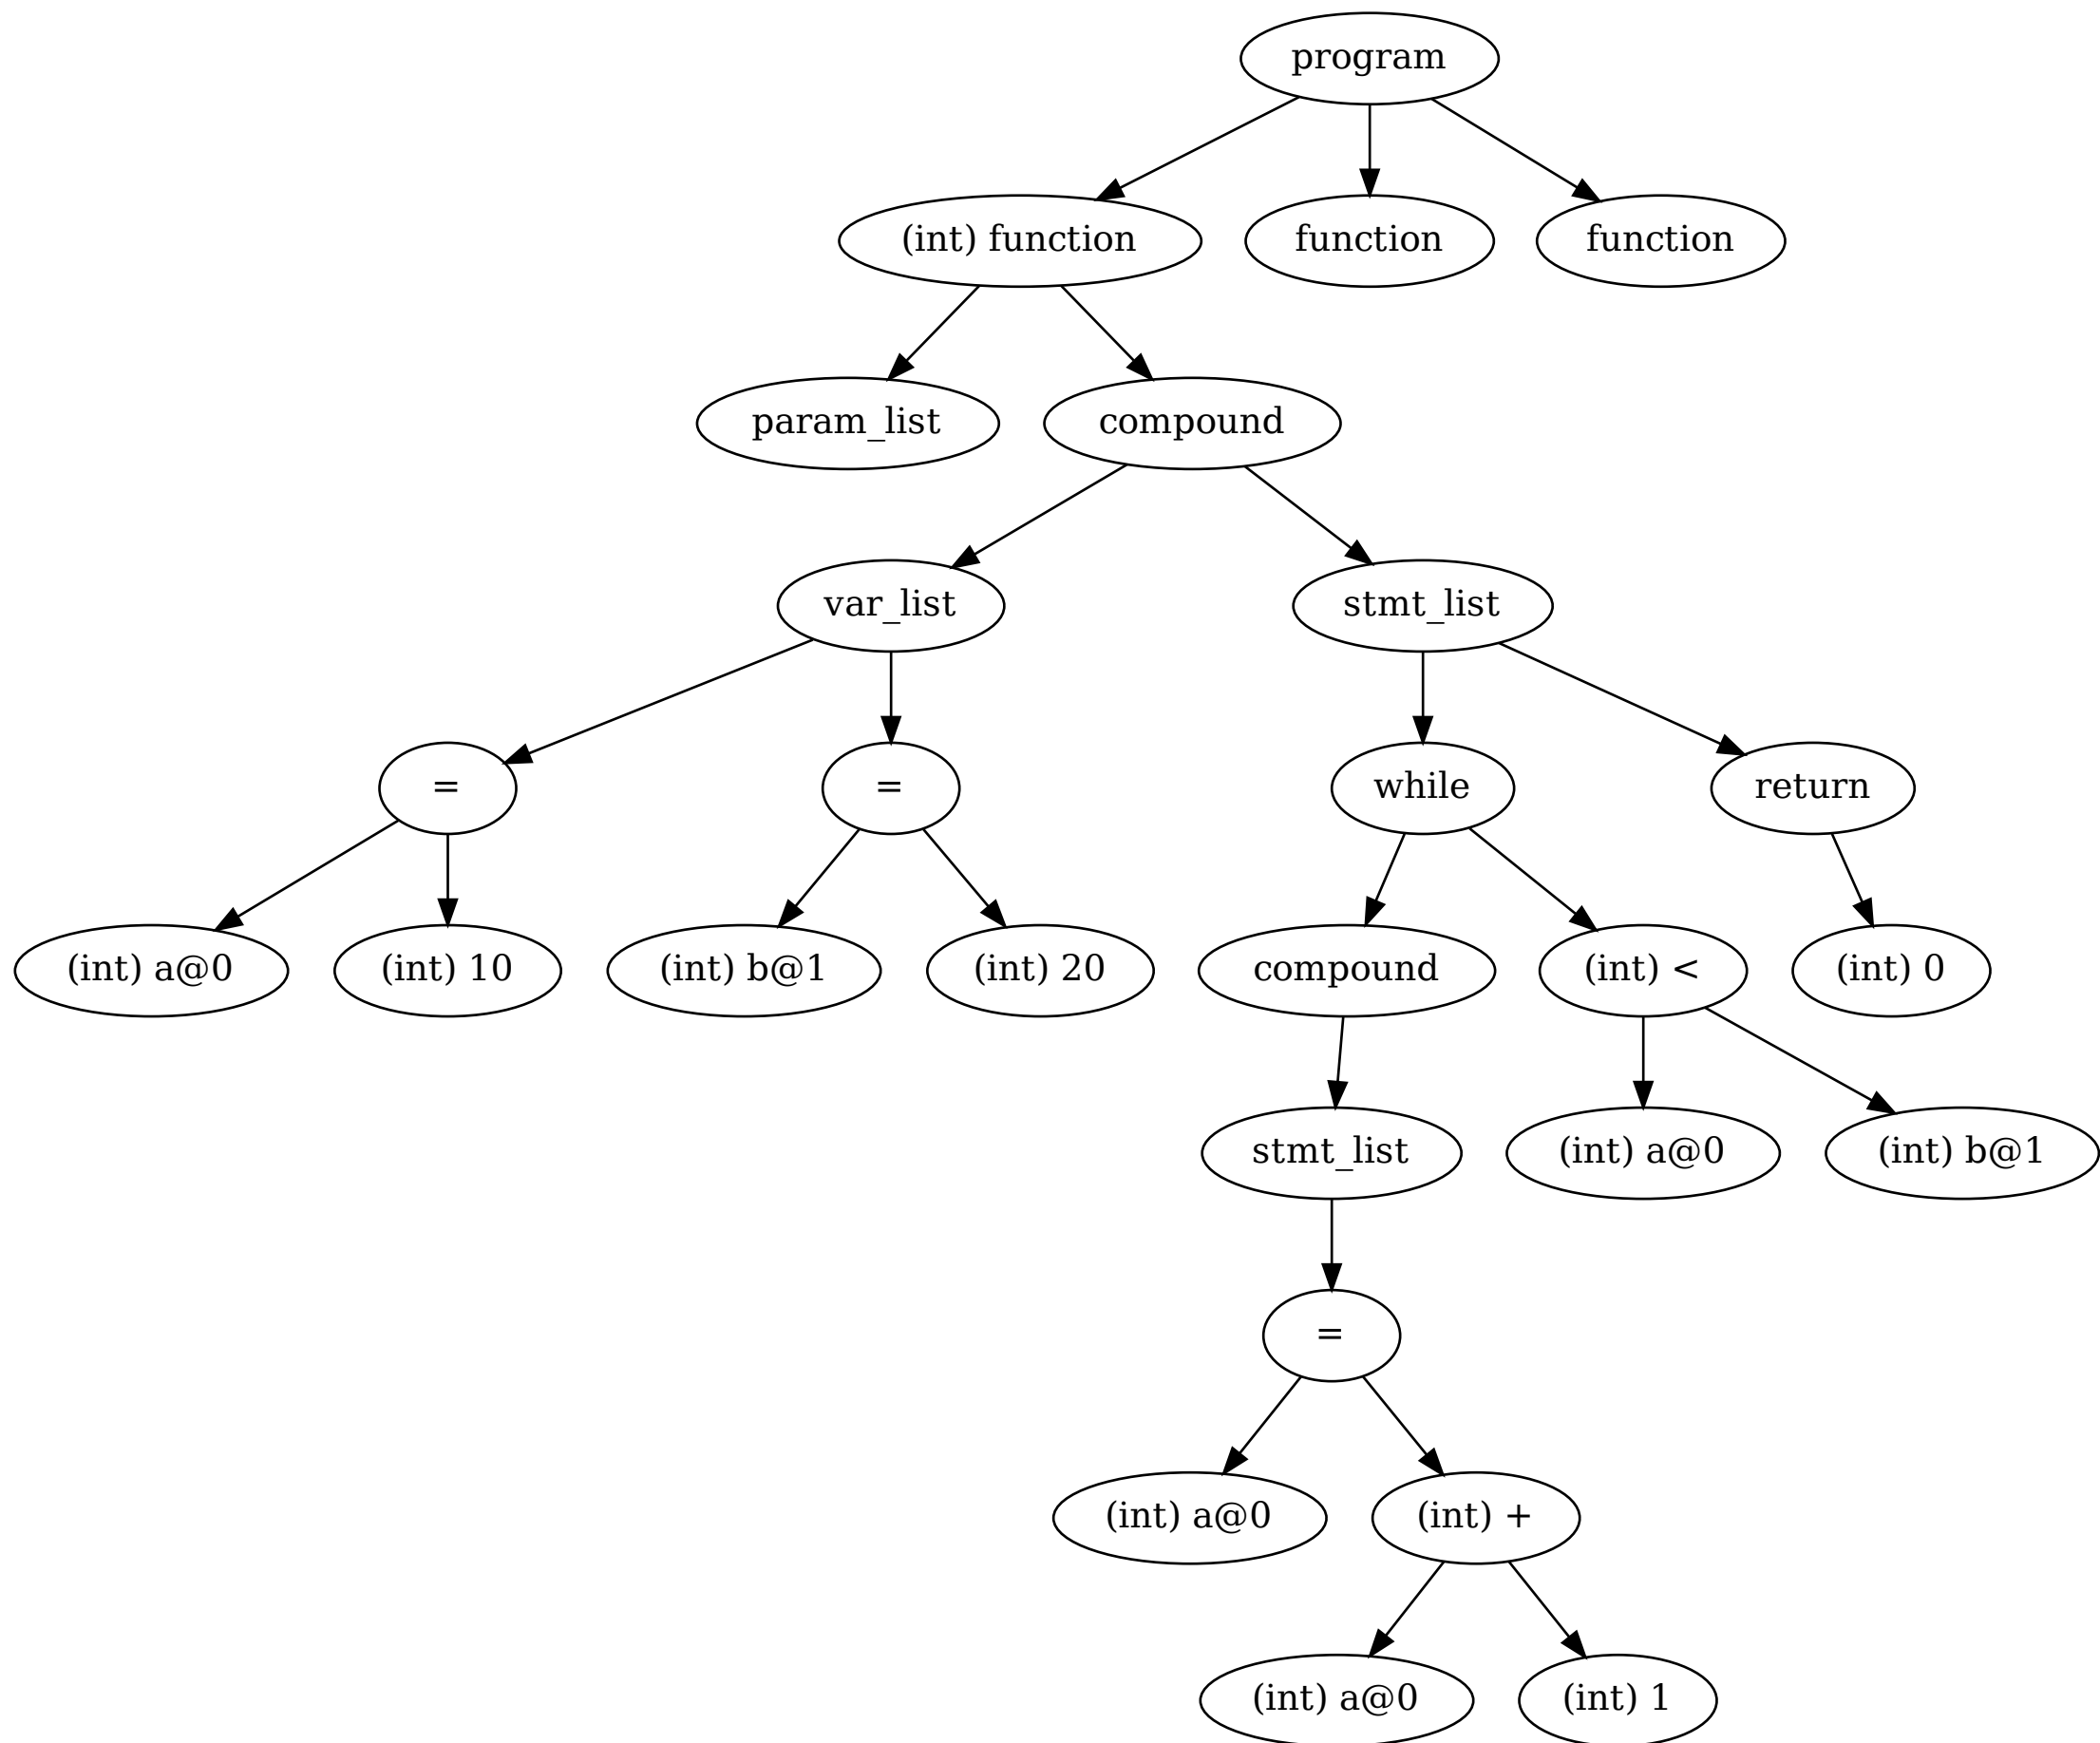 program
(int) function
function
function
param_list
compound
var_list
stmt_list
=
=
while
return
(int) a@0
(int) 10
(int) b@1
(int) 20
compound
(int) <
(int) 0
stmt_list
(int) a@0
(int) b@1
=
(int) a@0
(int) +
(int) a@0
(int) 1